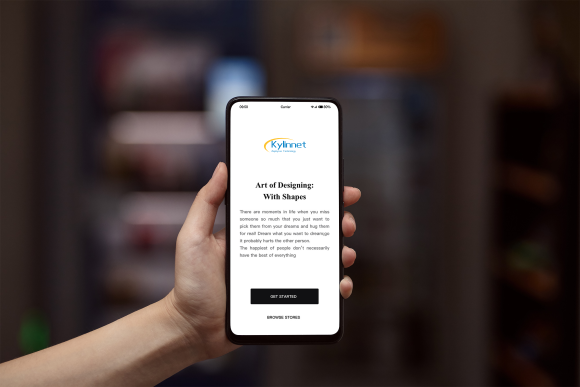 09:00 Carrier 80%
Kylinnet
Art of Designing:
With Shapes
There are moments in life when you miss
someone so much that you just want to
pick them from your dreams and hug them
for real! Dream what you want to dream;go
it probably hurts the other person.
The happiest of people don't necessarily
have the best of everything
GET STARTED
BROWSE STORES